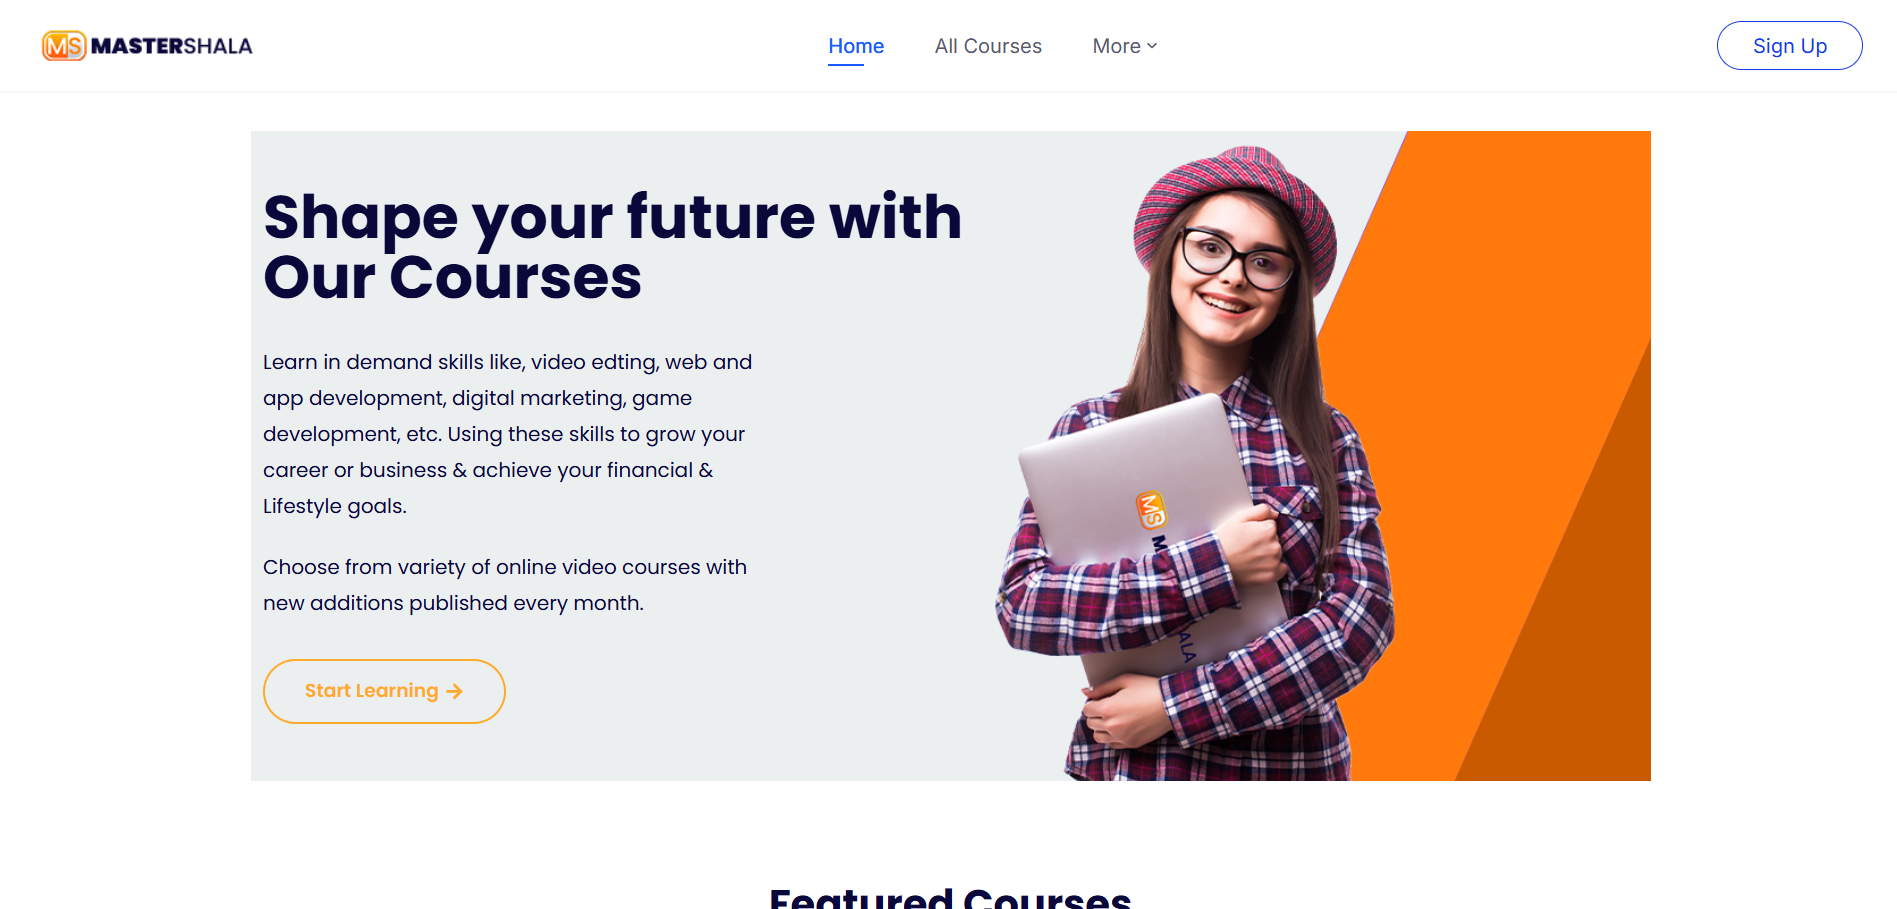 MS MASTERSHALA
Home
All Courses
More
Sign Up
Shape your future with
Our Courses
Learn in demand skills like, video edting, web and
app development, digital marketing, game
development, etc. Using these skills to grow your
career or business & achieve your financial &
Lifestyle goals.
Choose from variety of online video courses with
new additions published every month.
Start Learning →
MS
M
ALA
Featured Courses